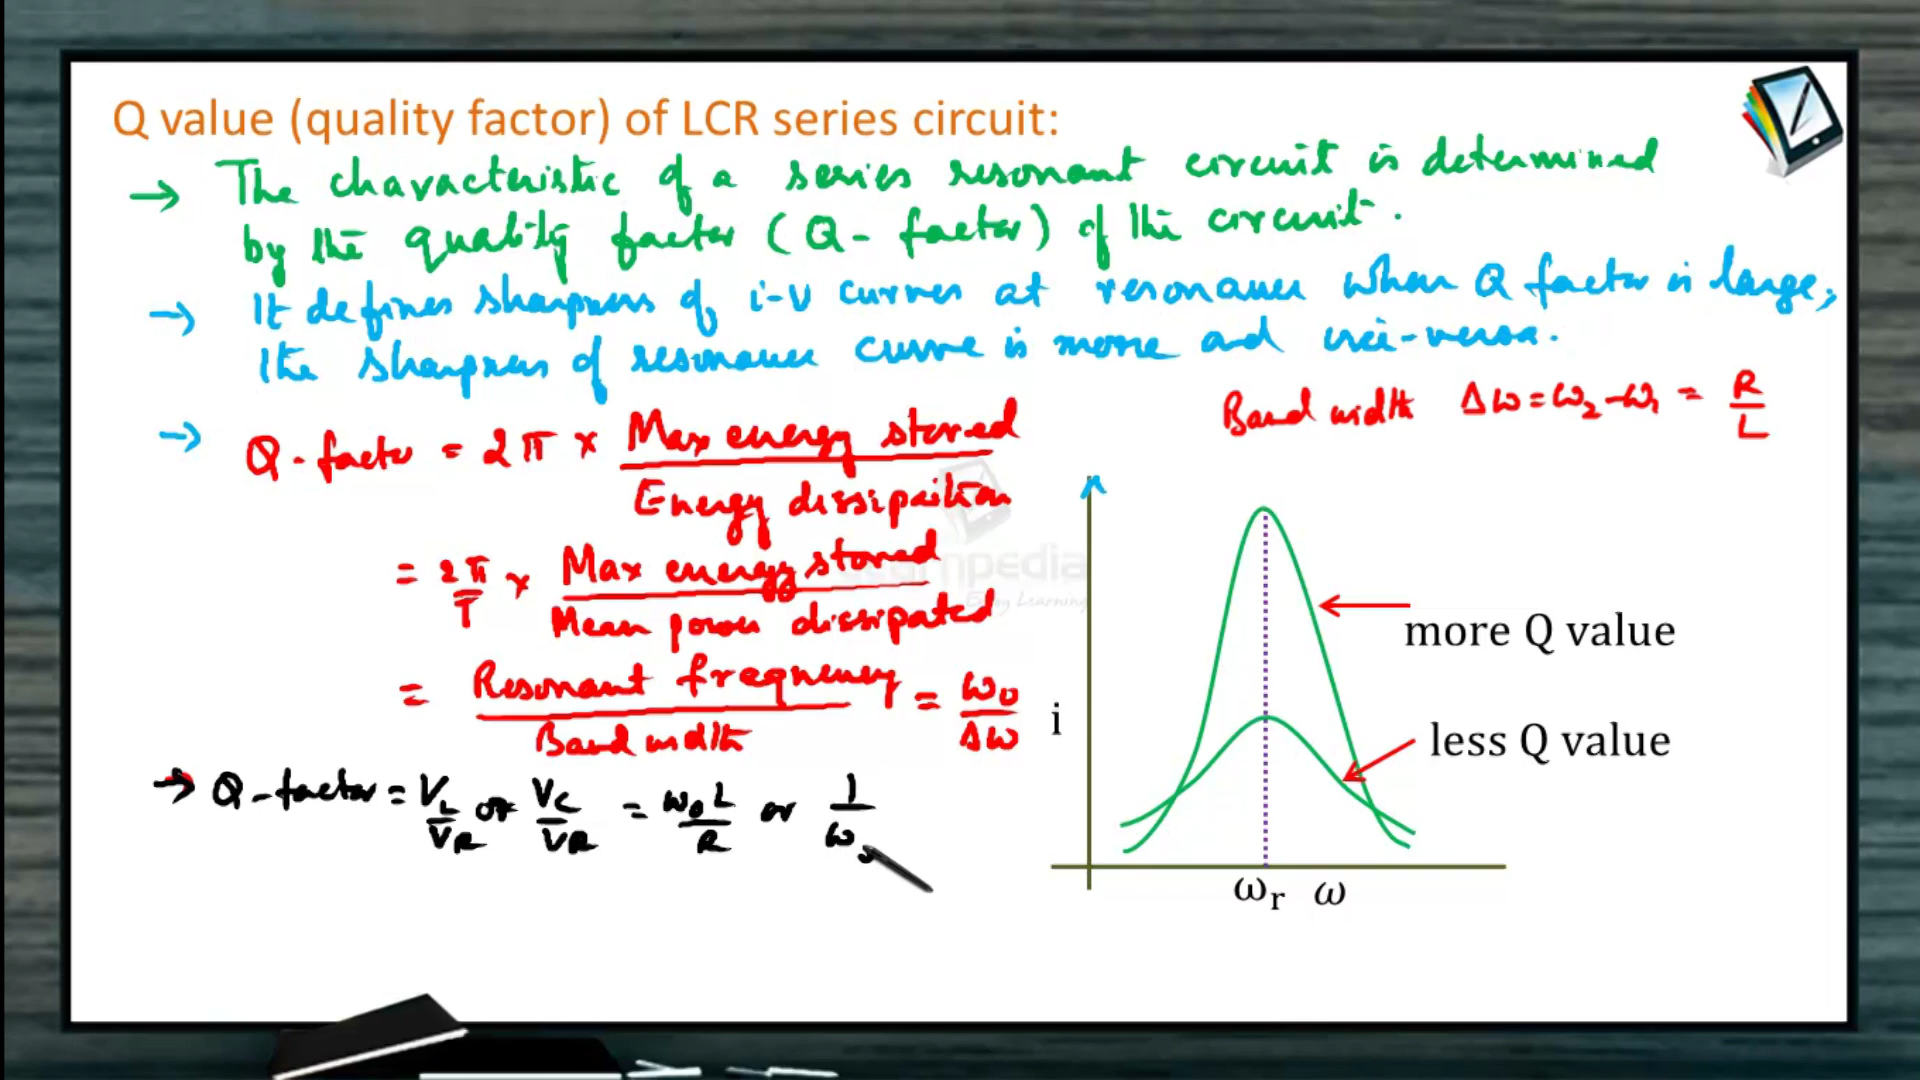 Q value (quality factor) of LCR series circuit:
→ The characteristic of a series resonant circuit is determined
by the quality factor (Q- factor) of the circuit.
→ It defines sharpness of i-v curves at resonance when Q factor is large,
the sharpness of resonance curve is more and vice-versa.
Band width Δω = ω₂ - ω₁ = R/L
→ Q-factor = 2π × Max energy stored / Energy dissipaition
= 2π/T × Max energy stored / Mean power dissipated
= Resonant frequency / Band width = ω₀/Δω
→ Q-factor = V_L/V_R or V_C/V_R = ω₀L/R or 1/ω₀
more Q value
less Q value
i
ωr ω